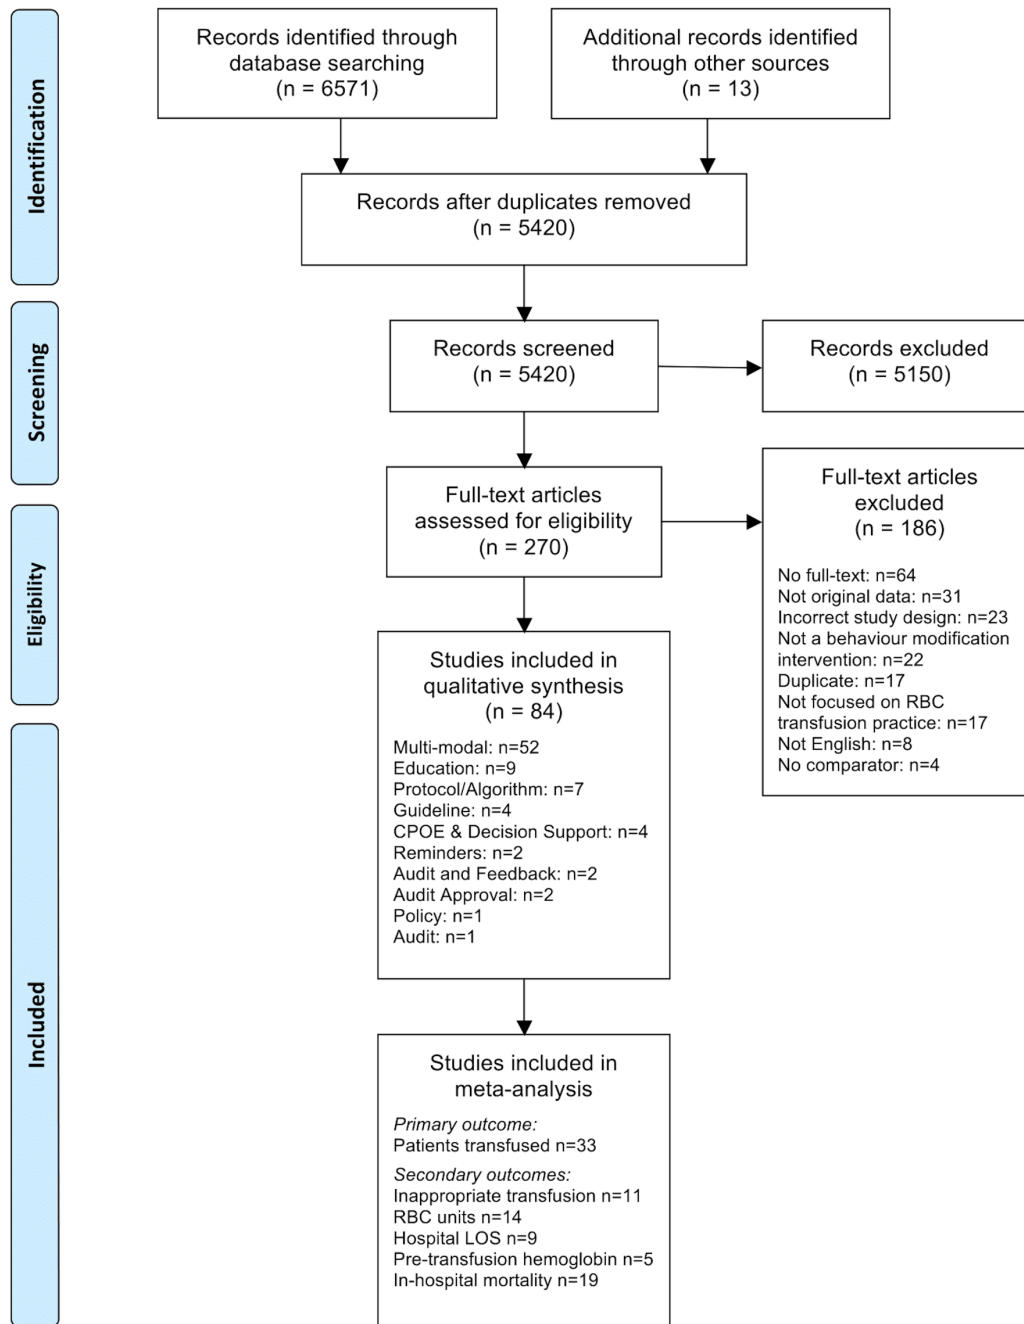 Identification
Records identified through
database searching
(n = 6571)
Additional records identified
through other sources
(n = 13)
Records after duplicates removed
(n = 5420)
Screening
Records screened
(n = 5420)
Records excluded
(n = 5150)
Eligibility
Full-text articles
assessed for eligibility
(n = 270)
Full-text articles
excluded
(n = 186)
No full-text: n=64
Not original data: n=31
Incorrect study design: n=23
Not a behaviour modification
intervention: n=22
Duplicate: n=17
Not focused on RBC
transfusion practice: n=17
Not English: n=8
No comparator: n=4
Included
Studies included in
qualitative synthesis
(n = 84)
Multi-modal: n=52
Education: n=9
Protocol/Algorithm: n=7
Guideline: n=4
CPOE & Decision Support: n=4
Reminders: n=2
Audit and Feedback: n=2
Audit Approval: n=2
Policy: n=1
Audit: n=1
Studies included in
meta-analysis
Primary outcome:
Patients transfused n=33
Secondary outcomes:
Inappropriate transfusion n=11
RBC units n=14
Hospital LOS n=9
Pre-transfusion hemoglobin n=5
In-hospital mortality n=19